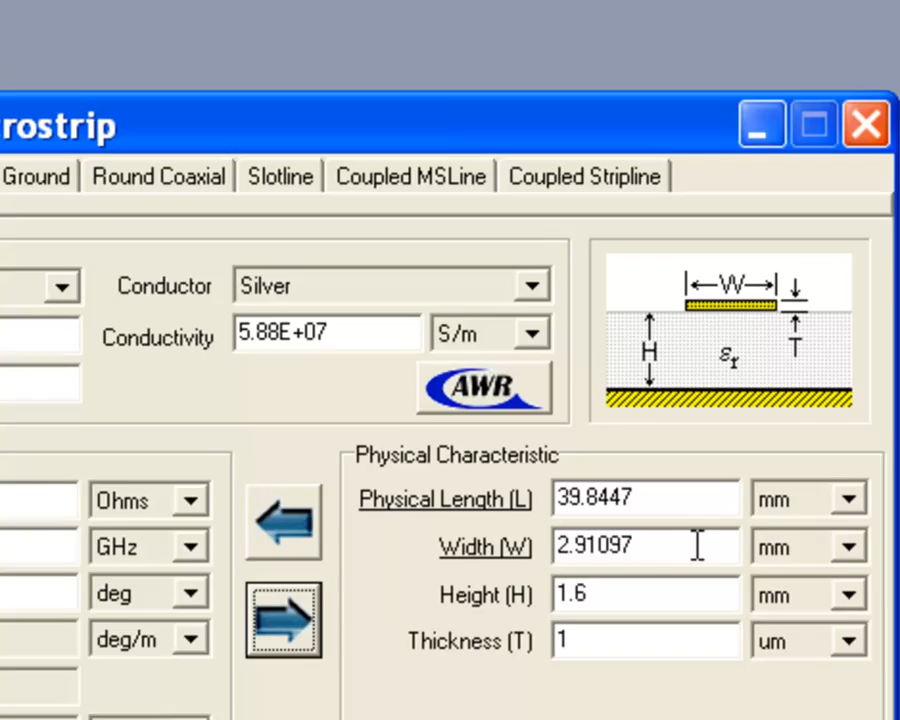 rostrip
Ground Round Coaxial Slotline Coupled MSLine Coupled Stripline
Conductor Silver
Conductivity 5.88E+07 S/m
AWR
W
H
T
εr
Physical Characteristic
Ohms Physical Length (L) 39.8447 mm
GHz Width (W) 2.91097 mm
deg Height (H) 1.6 mm
deg/m Thickness (T) 1 um